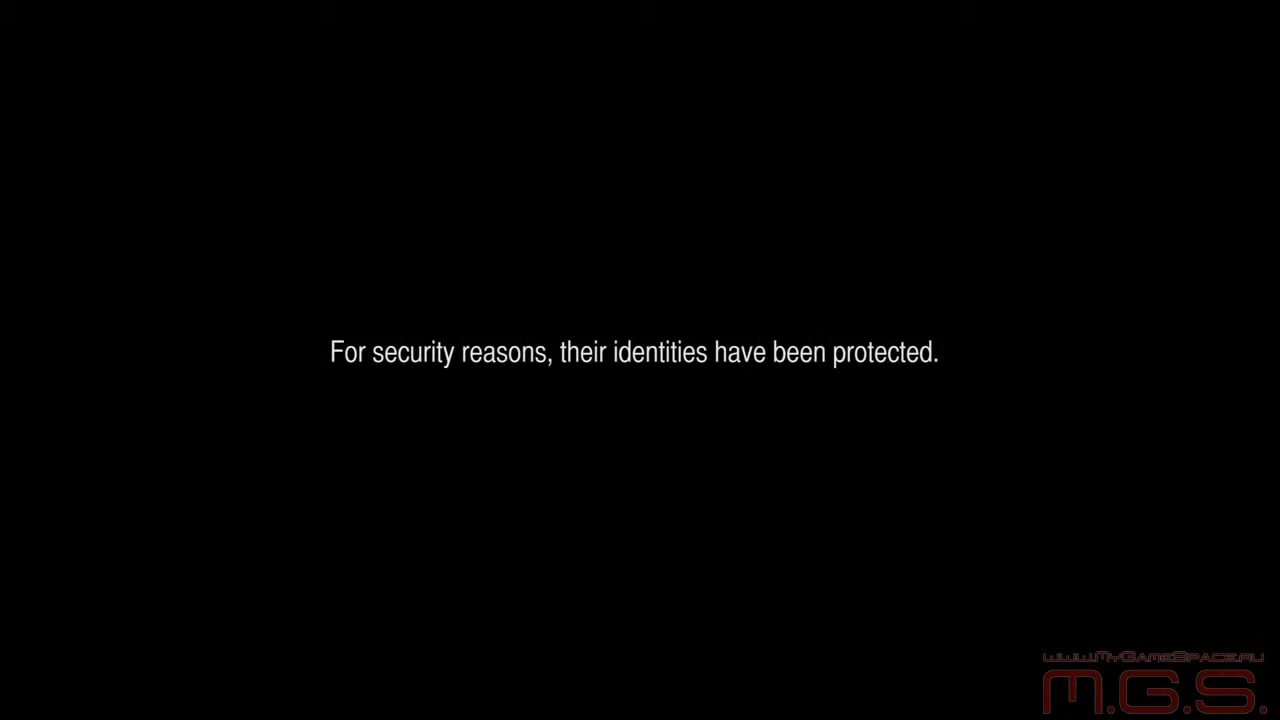 For security reasons, their identities have been protected.
www.MyGameSpace.ru
M.G.S.